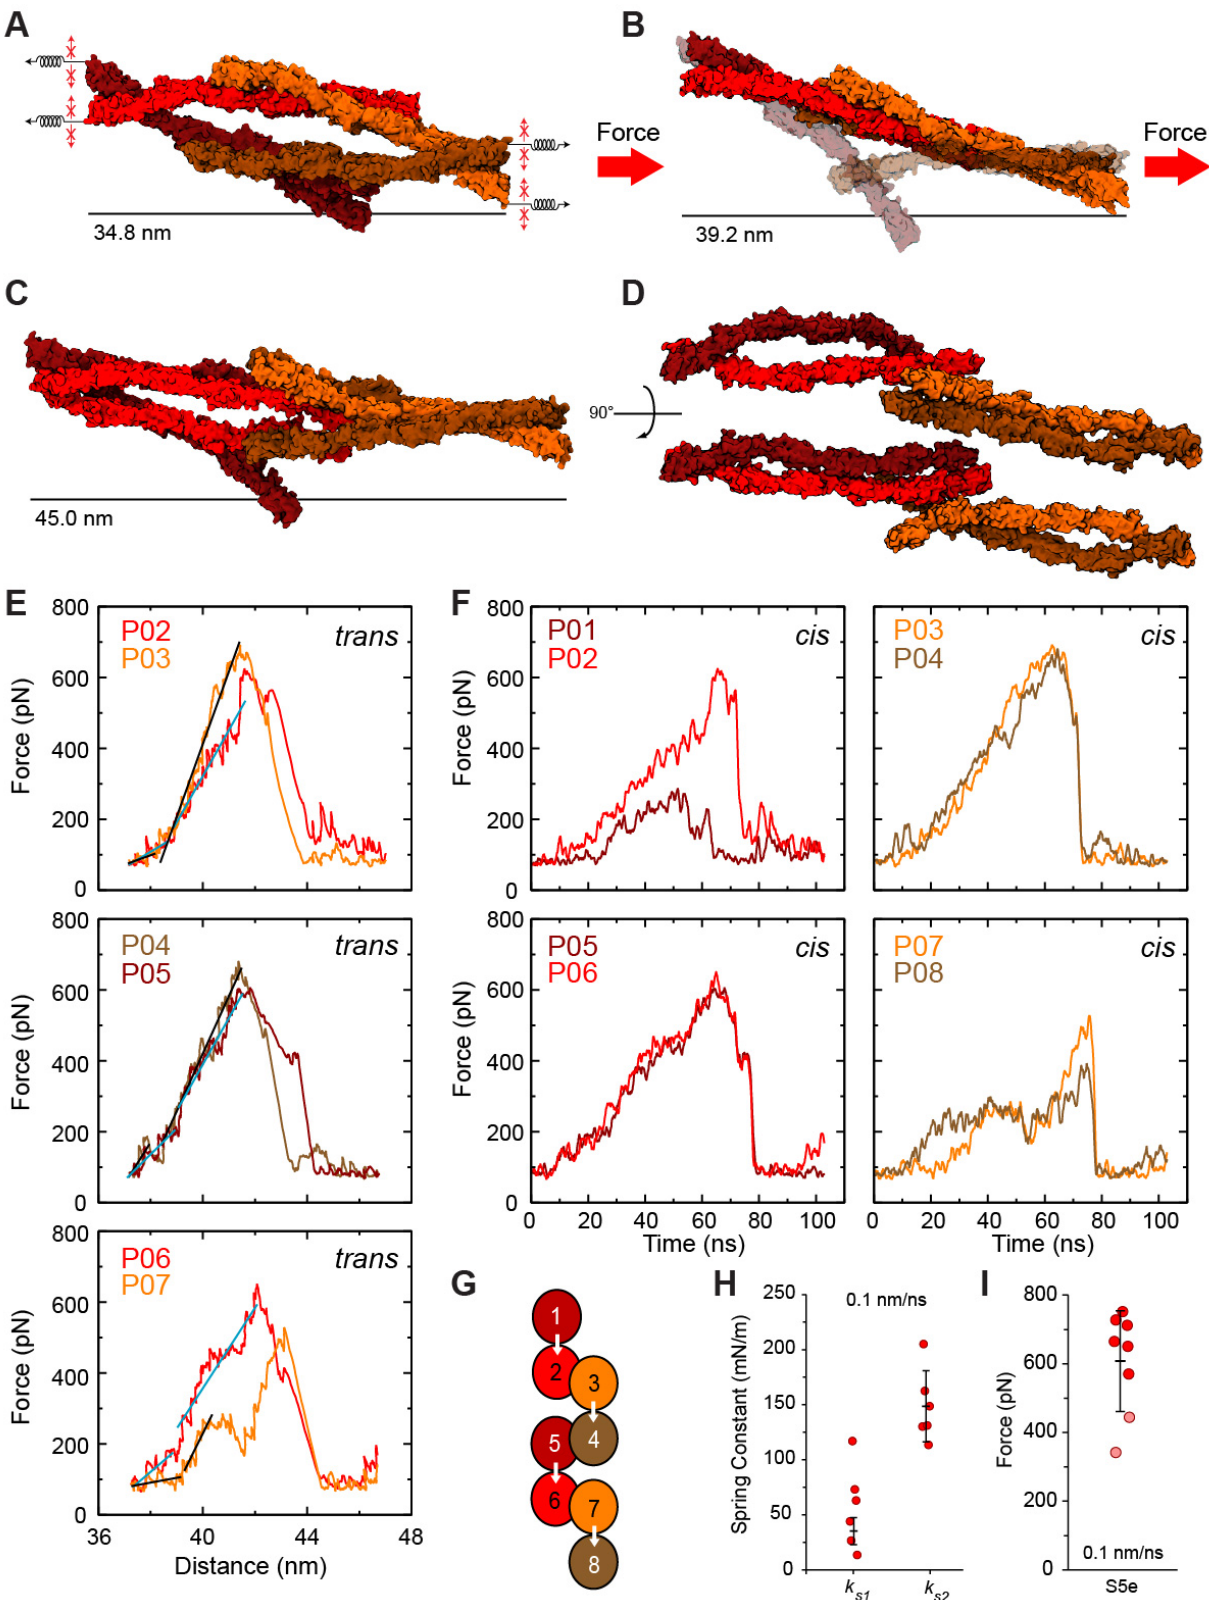 A
34.8 nm
Force
B
39.2 nm
Force
C
45.0 nm
D
90°
E
800
600
400
200
0
Force (pN)
P02
P03
trans
800
600
400
200
0
Force (pN)
P04
P05
trans
800
600
400
200
0
Force (pN)
P06
P07
trans
36
40
44
48
Distance (nm)
F
800
600
400
200
0
Force (pN)
P01
P02
cis
P03
P04
cis
800
600
400
200
0
Force (pN)
P05
P06
cis
0
20
40
60
80
100
Time (ns)
P07
P08
cis
0
20
40
60
80
100
Time (ns)
G
1
2
3
4
5
6
7
8
H
250
200
150
100
50
0
Spring Constant (mN/m)
0.1 nm/ns
ks1
ks2
I
800
600
400
200
0
Force (pN)
0.1 nm/ns
S5e